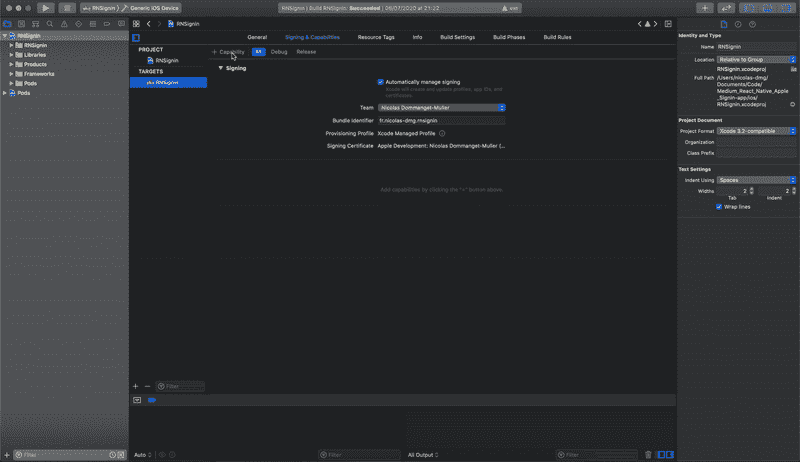 RNSignin
Generic iOS Device
RNSignin | Build RNSignin: Succeeded | 26/07/2020 at 21:22
RNSignin
RNSignin
RNSignin
Libraries
Products
Frameworks
Pods
Pods
Filter
RNSignin
General
Signing & Capabilities
Resource Tags
Info
Build Settings
Build Phases
Build Rules
PROJECT
RNSignin
TARGETS
RNSignin
+ Capability
All
Debug
Release
Signing
Automatically manage signing
Xcode will create and update profiles, app IDs, and
certificates.
Team
Nicolas Dommanget-Muller
Bundle Identifier
fr.nicolas-dmg.rnsignin
Provisioning Profile
Xcode Managed Profile
Signing Certificate
Apple Development: Nicolas Dommanget-Muller (...
Add capabilities by clicking the "+" button above.
Filter
Auto
Filter
All Output
Filter
Identity and Type
Name
RNSignin
Location
Relative to Group
RNSignin.xcodeproj
Full Path
/Users/nicolas-dmg/
Documents/Code/
Medium_React_Native_Apple
_Signin-app/ios/
RNSignin.xcodeproj
Project Document
Project Format
Xcode 3.2-compatible
Organization
Class Prefix
Text Settings
Indent Using
Spaces
Widths
2
2
Tab
Indent
Wrap lines